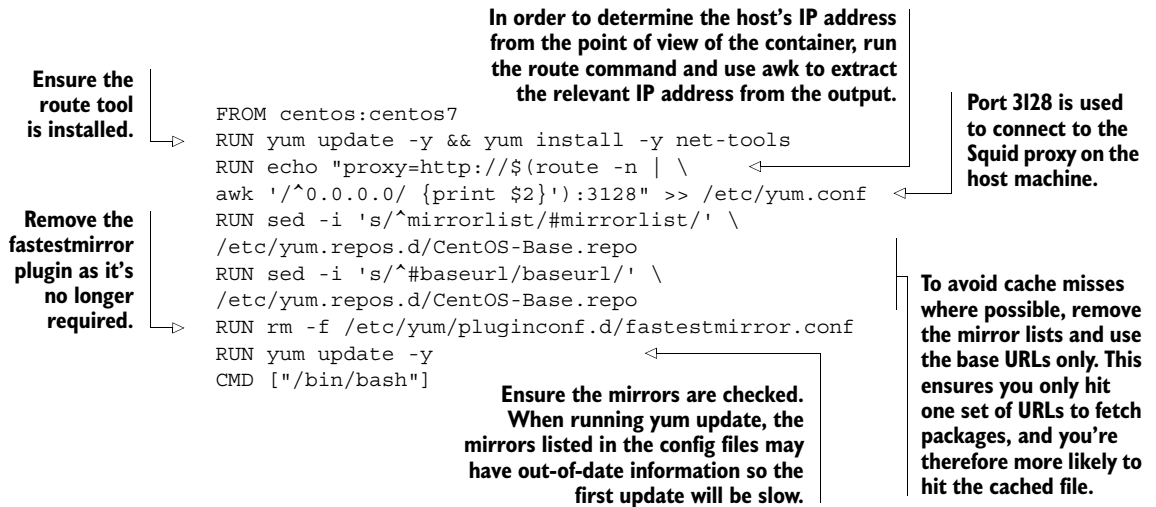 In order to determine the host's IP address
from the point of view of the container, run
the route command and use awk to extract
the relevant IP address from the output.
Ensure the
route tool
is installed.
Port 3128 is used
to connect to the
Squid proxy on the
host machine.
FROM centos:centos7
RUN yum update -y && yum install -y net-tools
RUN echo "proxy=http://$(route -n | \
awk '/^0.0.0.0/ {print $2}'):3128" >> /etc/yum.conf
RUN sed -i 's/^mirrorlist/#mirrorlist/' \
/etc/yum.repos.d/CentOS-Base.repo
RUN sed -i 's/^#baseurl/baseurl/' \
/etc/yum.repos.d/CentOS-Base.repo
RUN rm -f /etc/yum/pluginconf.d/fastestmirror.conf
RUN yum update -y
CMD ["/bin/bash"]
Remove the
fastestmirror
plugin as it's
no longer
required.
To avoid cache misses
where possible, remove
the mirror lists and use
the base URLs only. This
ensures you only hit
one set of URLs to fetch
packages, and you're
therefore more likely to
hit the cached file.
Ensure the mirrors are checked.
When running yum update, the
mirrors listed in the config files may
have out-of-date information so the
first update will be slow.